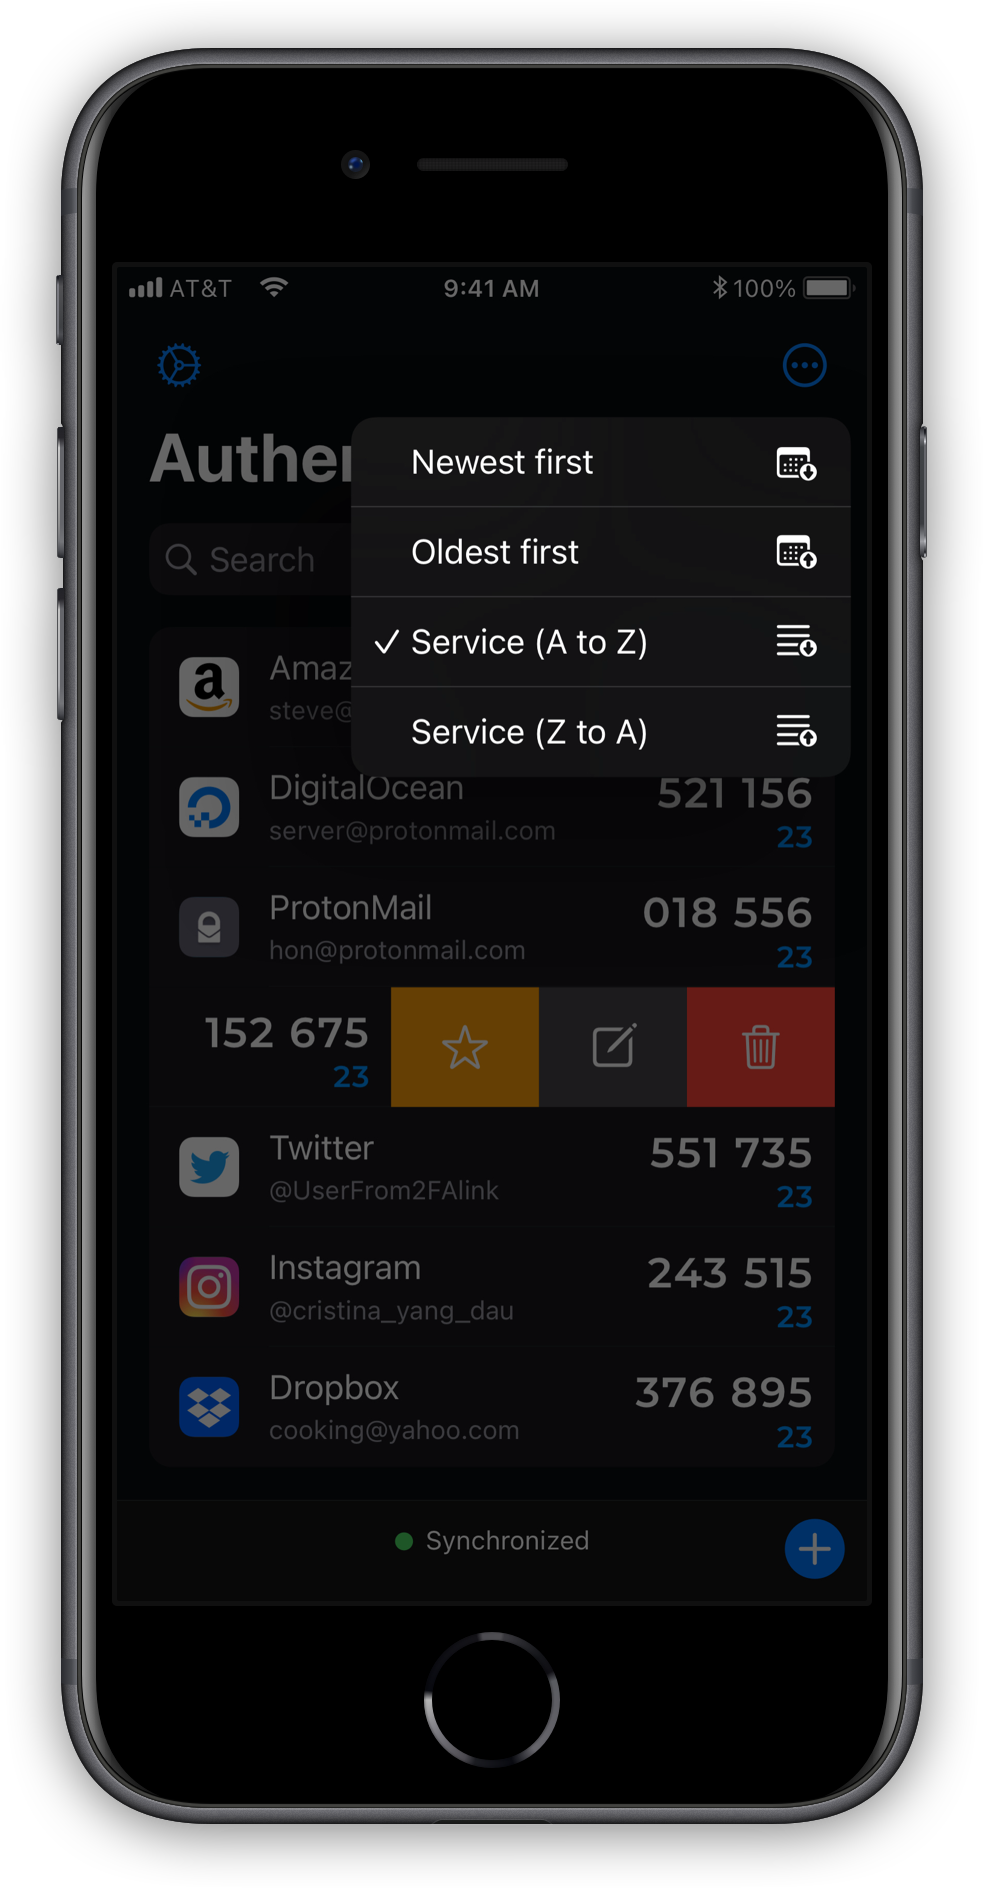 AT&T 9:41 AM 100%
Newest first
Oldest first
Search
Service (A to Z)
steve@
Service (Z to A)
DigitalOcean 521 156
server@protonmail.com 23
ProtonMail 018 556
hon@protonmail.com 23
152 675
23
Twitter 551 735
@UserFrom2FAlink 23
Instagram 243 515
@cristina_yang_dau 23
Dropbox 376 895
cooking@yahoo.com 23
Synchronized